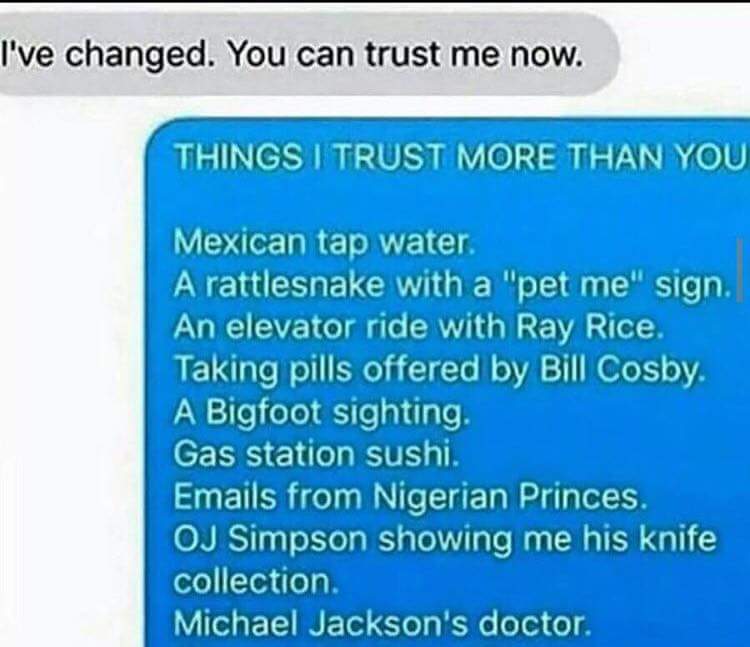 I've changed. You can trust me now.
THINGS I TRUST MORE THAN YOU
Mexican tap water.
A rattlesnake with a "pet me" sign.
An elevator ride with Ray Rice.
Taking pills offered by Bill Cosby.
A Bigfoot sighting.
Gas station sushi.
Emails from Nigerian Princes.
OJ Simpson showing me his knife
collection.
Michael Jackson's doctor.